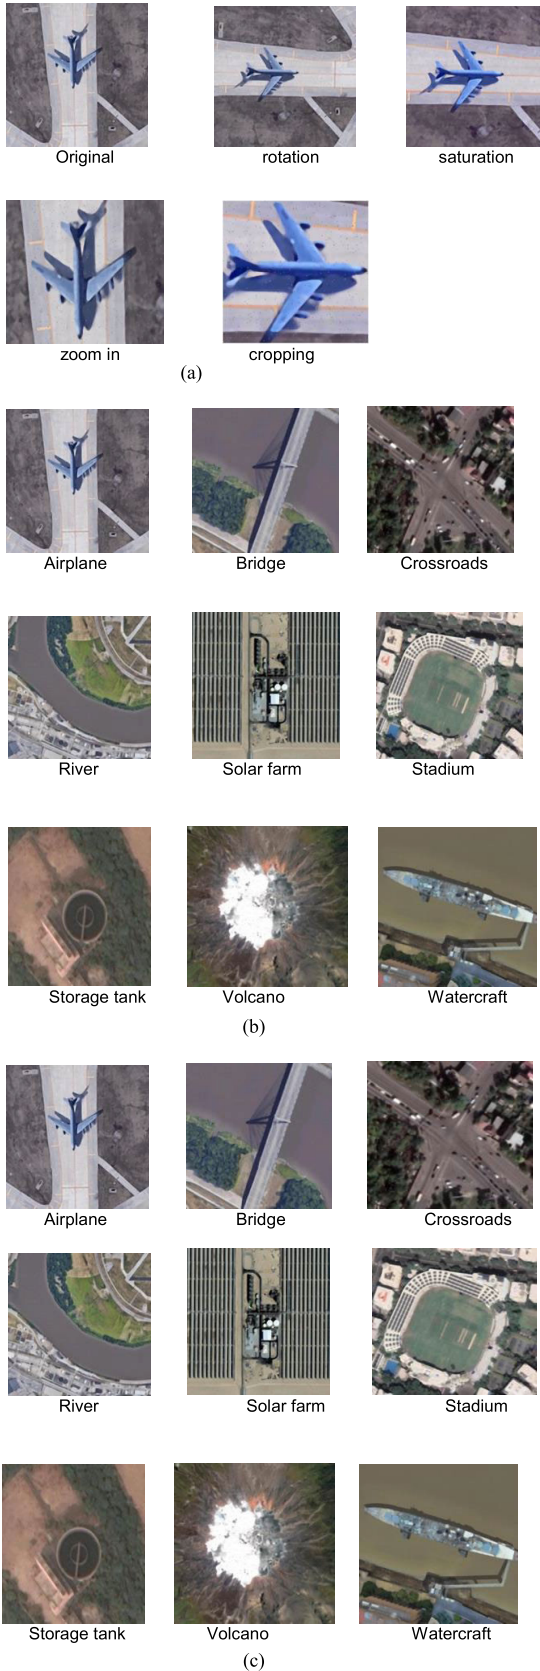 Original rotation saturation
zoom in cropping
(a)
Airplane Bridge Crossroads
River Solar farm Stadium
Storage tank Volcano Watercraft
(b)
Airplane Bridge Crossroads
River Solar farm Stadium
Storage tank Volcano Watercraft
(c)